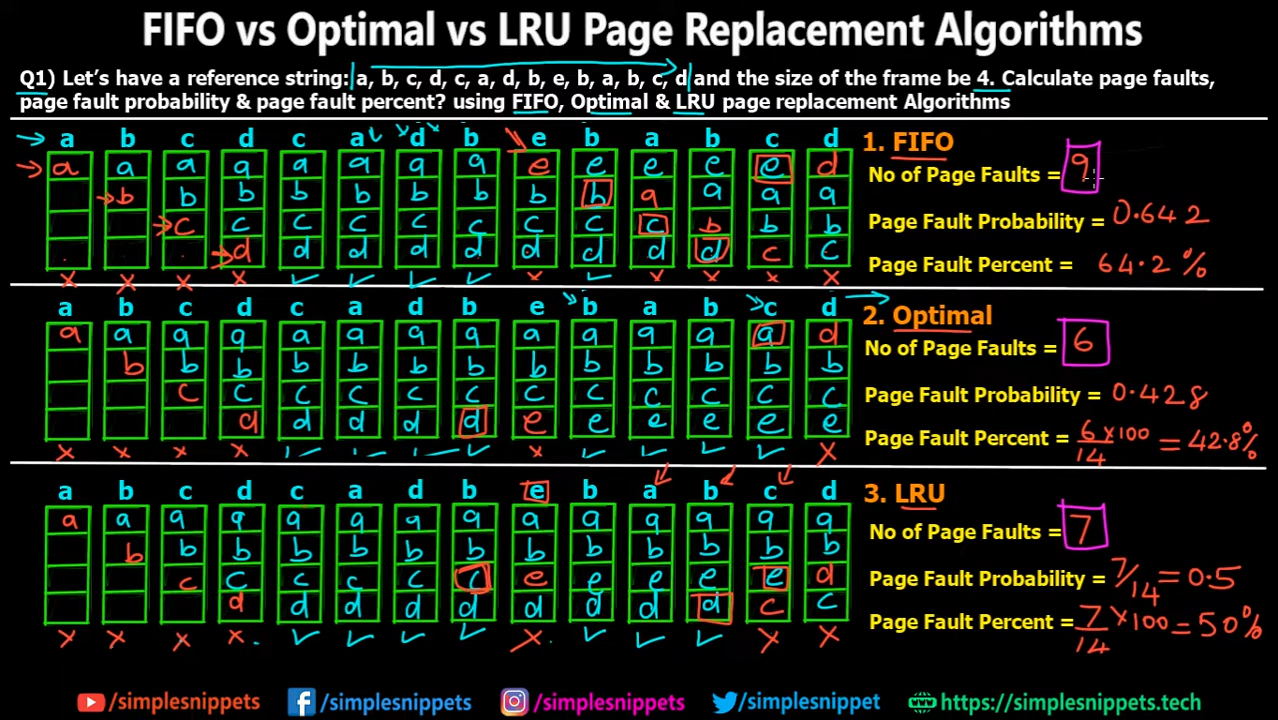 FIFO vs Optimal vs LRU Page Replacement Algorithms
Q1) Let's have a reference string: a, b, c, d, c, a, d, b, e, b, a, b, c, d and the size of the frame be 4. Calculate page faults,
page fault probability & page fault percent? using FIFO, Optimal & LRU page replacement Algorithms
a b c d c a d b e b a b c d
a a a a a a a a e e e e e d
b b b b b b b b b a a a a
c c c c c c c c c b b b
d d d d d d d d d c c
x x x x ✓ ✓ ✓ ✓ x ✓ x x x x
1. FIFO
No of Page Faults = 9
Page Fault Probability = 0.642
Page Fault Percent = 64.2 %
a b c d c a d b e b a b c d
a a a a a a a a a a a a a d
b b b b b b b b b b b b b
c c c c c c c c c c c c
d d d d d e e e e e e
x x x x ✓ ✓ ✓ ✓ x ✓ ✓ ✓ ✓ x
2. Optimal
No of Page Faults = 6
Page Fault Probability = 0.428
Page Fault Percent = 6/14 x100 = 42.8%
a b c d c a d b e b a b c d
a a a a a a a a a a a a a a
b b b b b b b b b b b b b
c c c c c c e e e e e d
d d d d d d d d d c c
x x x x ✓ ✓ ✓ ✓ x ✓ ✓ ✓ x x
3. LRU
No of Page Faults = 7
Page Fault Probability = 7/14 = 0.5
Page Fault Percent = 7/14 x100 = 50%
/simplesnippets /simplesnippets /simplesnippets /simplesnippets https://simplesnippets.tech